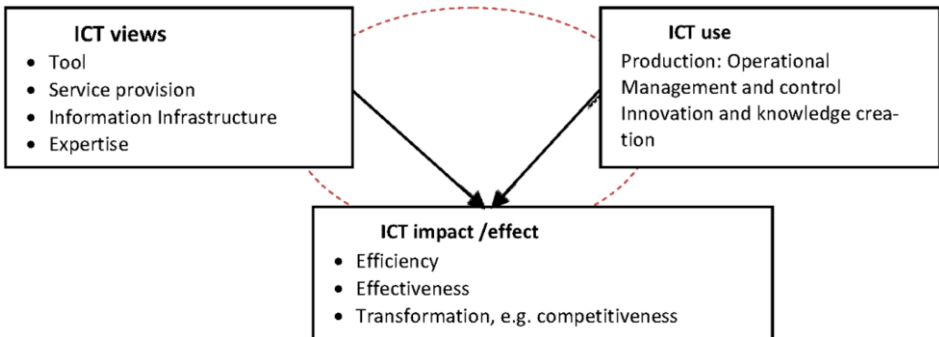 ICT views
• Tool
• Service provision
• Information Infrastructure
• Expertise
ICT use
Production: Operational
Management and control
Innovation and knowledge crea-
tion
ICT impact /effect
• Efficiency
• Effectiveness
• Transformation, e.g. competitiveness